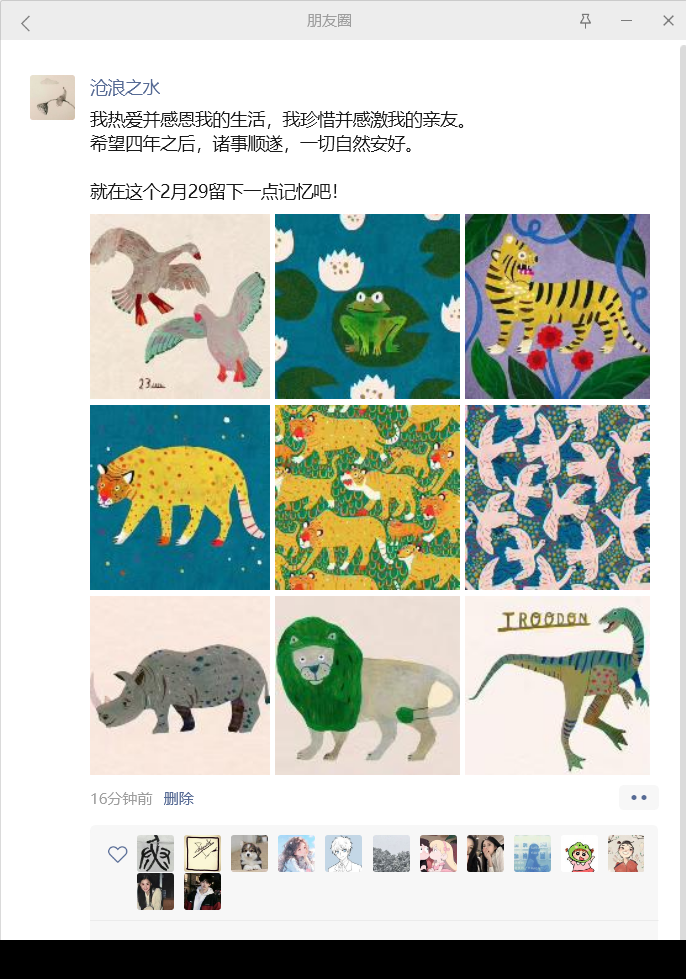 朋友圈
沧浪之水
我热爱并感恩我的生活，我珍惜并感激我的亲友。
希望四年之后，诸事顺遂，一切自然安好。
就在这个2月29留下一点记忆吧！
23
TROODON
16分钟前 删除